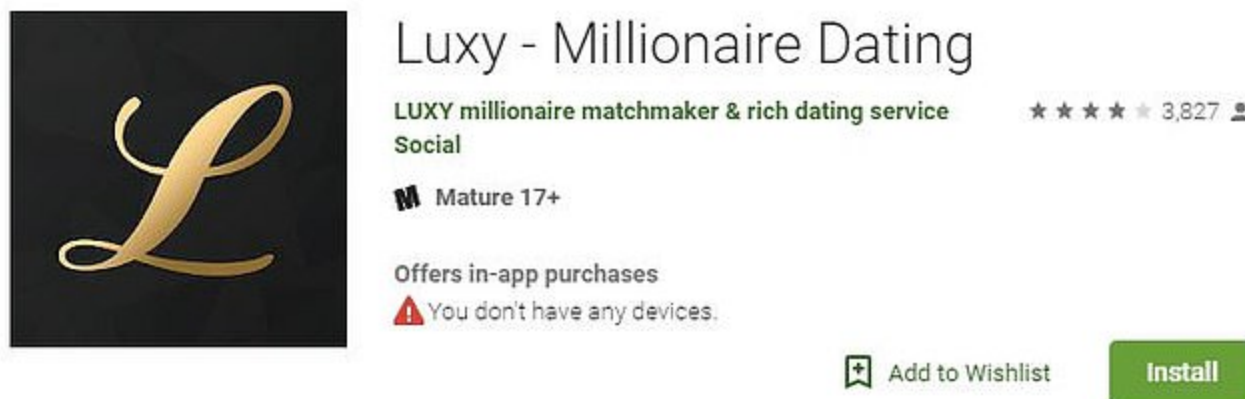 L
Luxy - Millionaire Dating
LUXY millionaire matchmaker & rich dating service
3,827
Social
M Mature 17+
Offers in-app purchases
You don't have any devices.
Add to Wishlist
Install